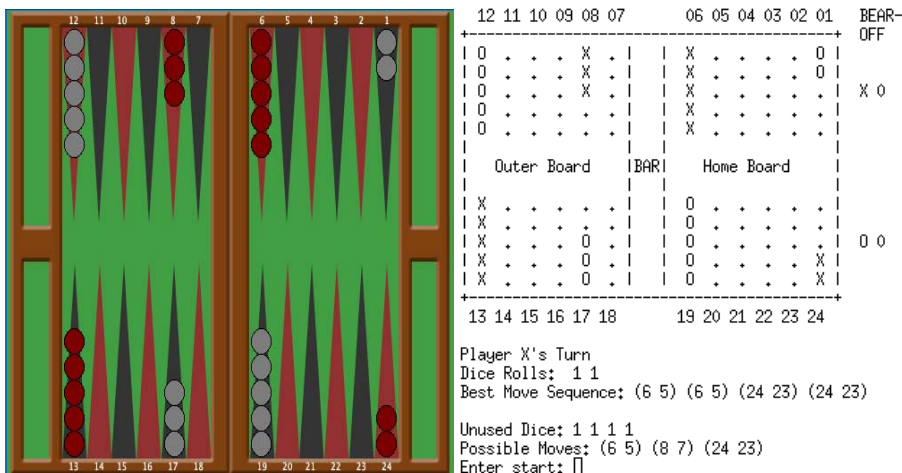 12 11 10 9 8 7 6 5 4 3 2 1
13 14 15 16 17 18 19 20 21 22 23 24
12 11 10 09 08 07 06 05 04 03 02 01 BEAR-
OFF
+---------------------------------------------------+
| O . . . X . | | X . . . . O |
| O . . . X . | | X . . . . O |
| O . . . X . | | X . . . . . | X 0
| O . . . . . | | X . . . . . |
| O . . . . . | | X . . . . . |
| |
| Outer Board |BAR| Home Board |
| |
| X . . . . . | | O . . . . . |
| X . . . . . | | O . . . . . |
| X . . . O . | | O . . . . . | O 0
| X . . . O . | | O . . . . X |
| X . . . O . | | O . . . . X |
+---------------------------------------------------+
13 14 15 16 17 18 19 20 21 22 23 24
Player X's Turn
Dice Rolls: 1 1
Best Move Sequence: (6 5) (6 5) (24 23) (24 23)
Unused Dice: 1 1 1 1
Possible Moves: (6 5) (8 7) (24 23)
Enter start: